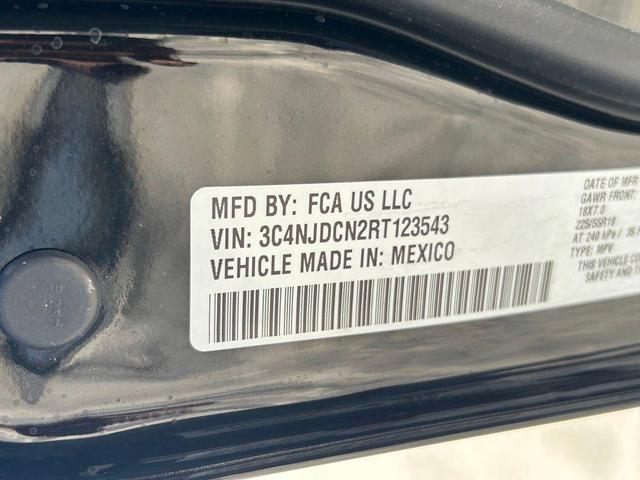 MFD BY: FCA US LLC
VIN: 3C4NJDCN2RT123543
VEHICLE MADE IN: MEXICO
DATE OF MFR
GAWR FRONT
18X7.0
225/55R18
AT 240 kPa /
TYPE: MPV
THIS VEHICLE
SAFETY AND